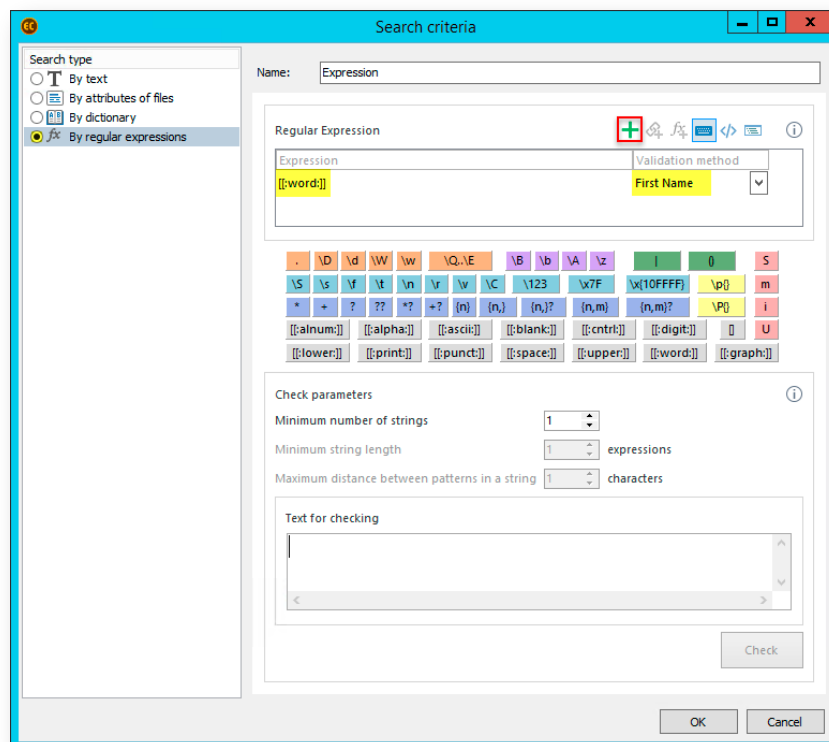 EC
Search criteria
Search type
T By text
By attributes of files
By dictionary
fx By regular expressions
Name: Expression
Regular Expression
Expression Validation method
[[:word:]] First Name
. \D \d \W \w \Q..\E \B \b \A \z | () S
\S \s \f \t \n \r \v \C \123 \x7F \x{10FFFF} \p{} m
* + ? ?? *? +? {n} {n,} {n,}? {n,m} {n,m}? \P{} i
[[:alnum:]] [[:alpha:]] [[:ascii:]] [[:blank:]] [[:cntrl:]] [[:digit:]] [] U
[[:lower:]] [[:print:]] [[:punct:]] [[:space:]] [[:upper:]] [[:word:]] [[:graph:]]
Check parameters
Minimum number of strings 1
Minimum string length 1 expressions
Maximum distance between patterns in a string 1 characters
Text for checking
Check
OK Cancel